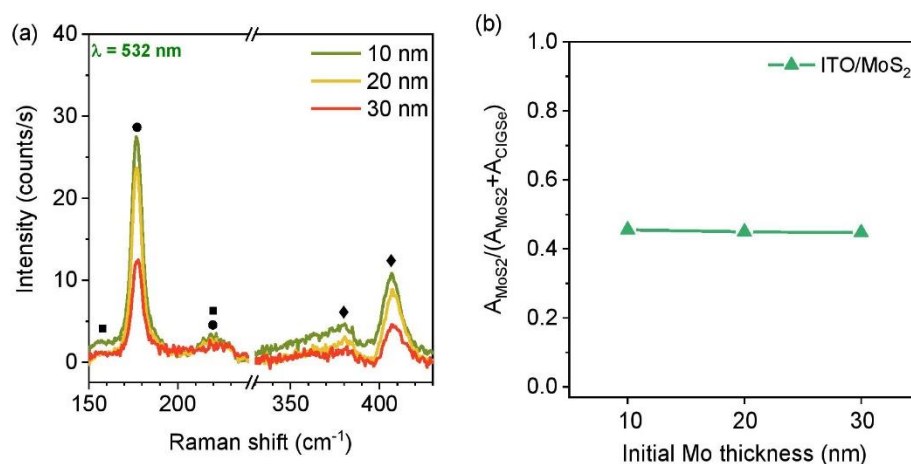 (a)
λ = 532 nm
10 nm
20 nm
30 nm
40
30
20
10
0
Intensity (counts/s)
150 200 350 400
Raman shift (cm⁻¹)
(b)
ITO/MoS₂
1.0
0.8
0.6
0.4
0.2
0.0
A_MoS2/(A_MoS2+A_CIGSe)
10 20 30
Initial Mo thickness (nm)